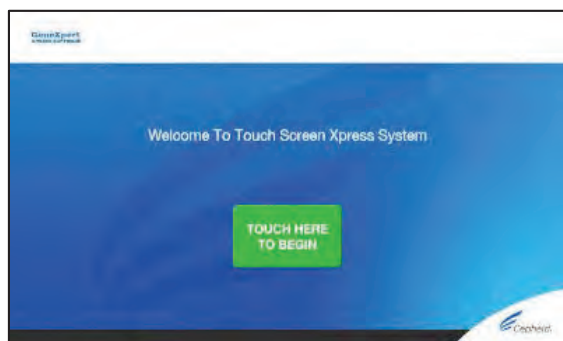 GeneXpert
Welcome To Touch Screen Xpress System
TOUCH HERE
TO BEGIN
Cepheid.